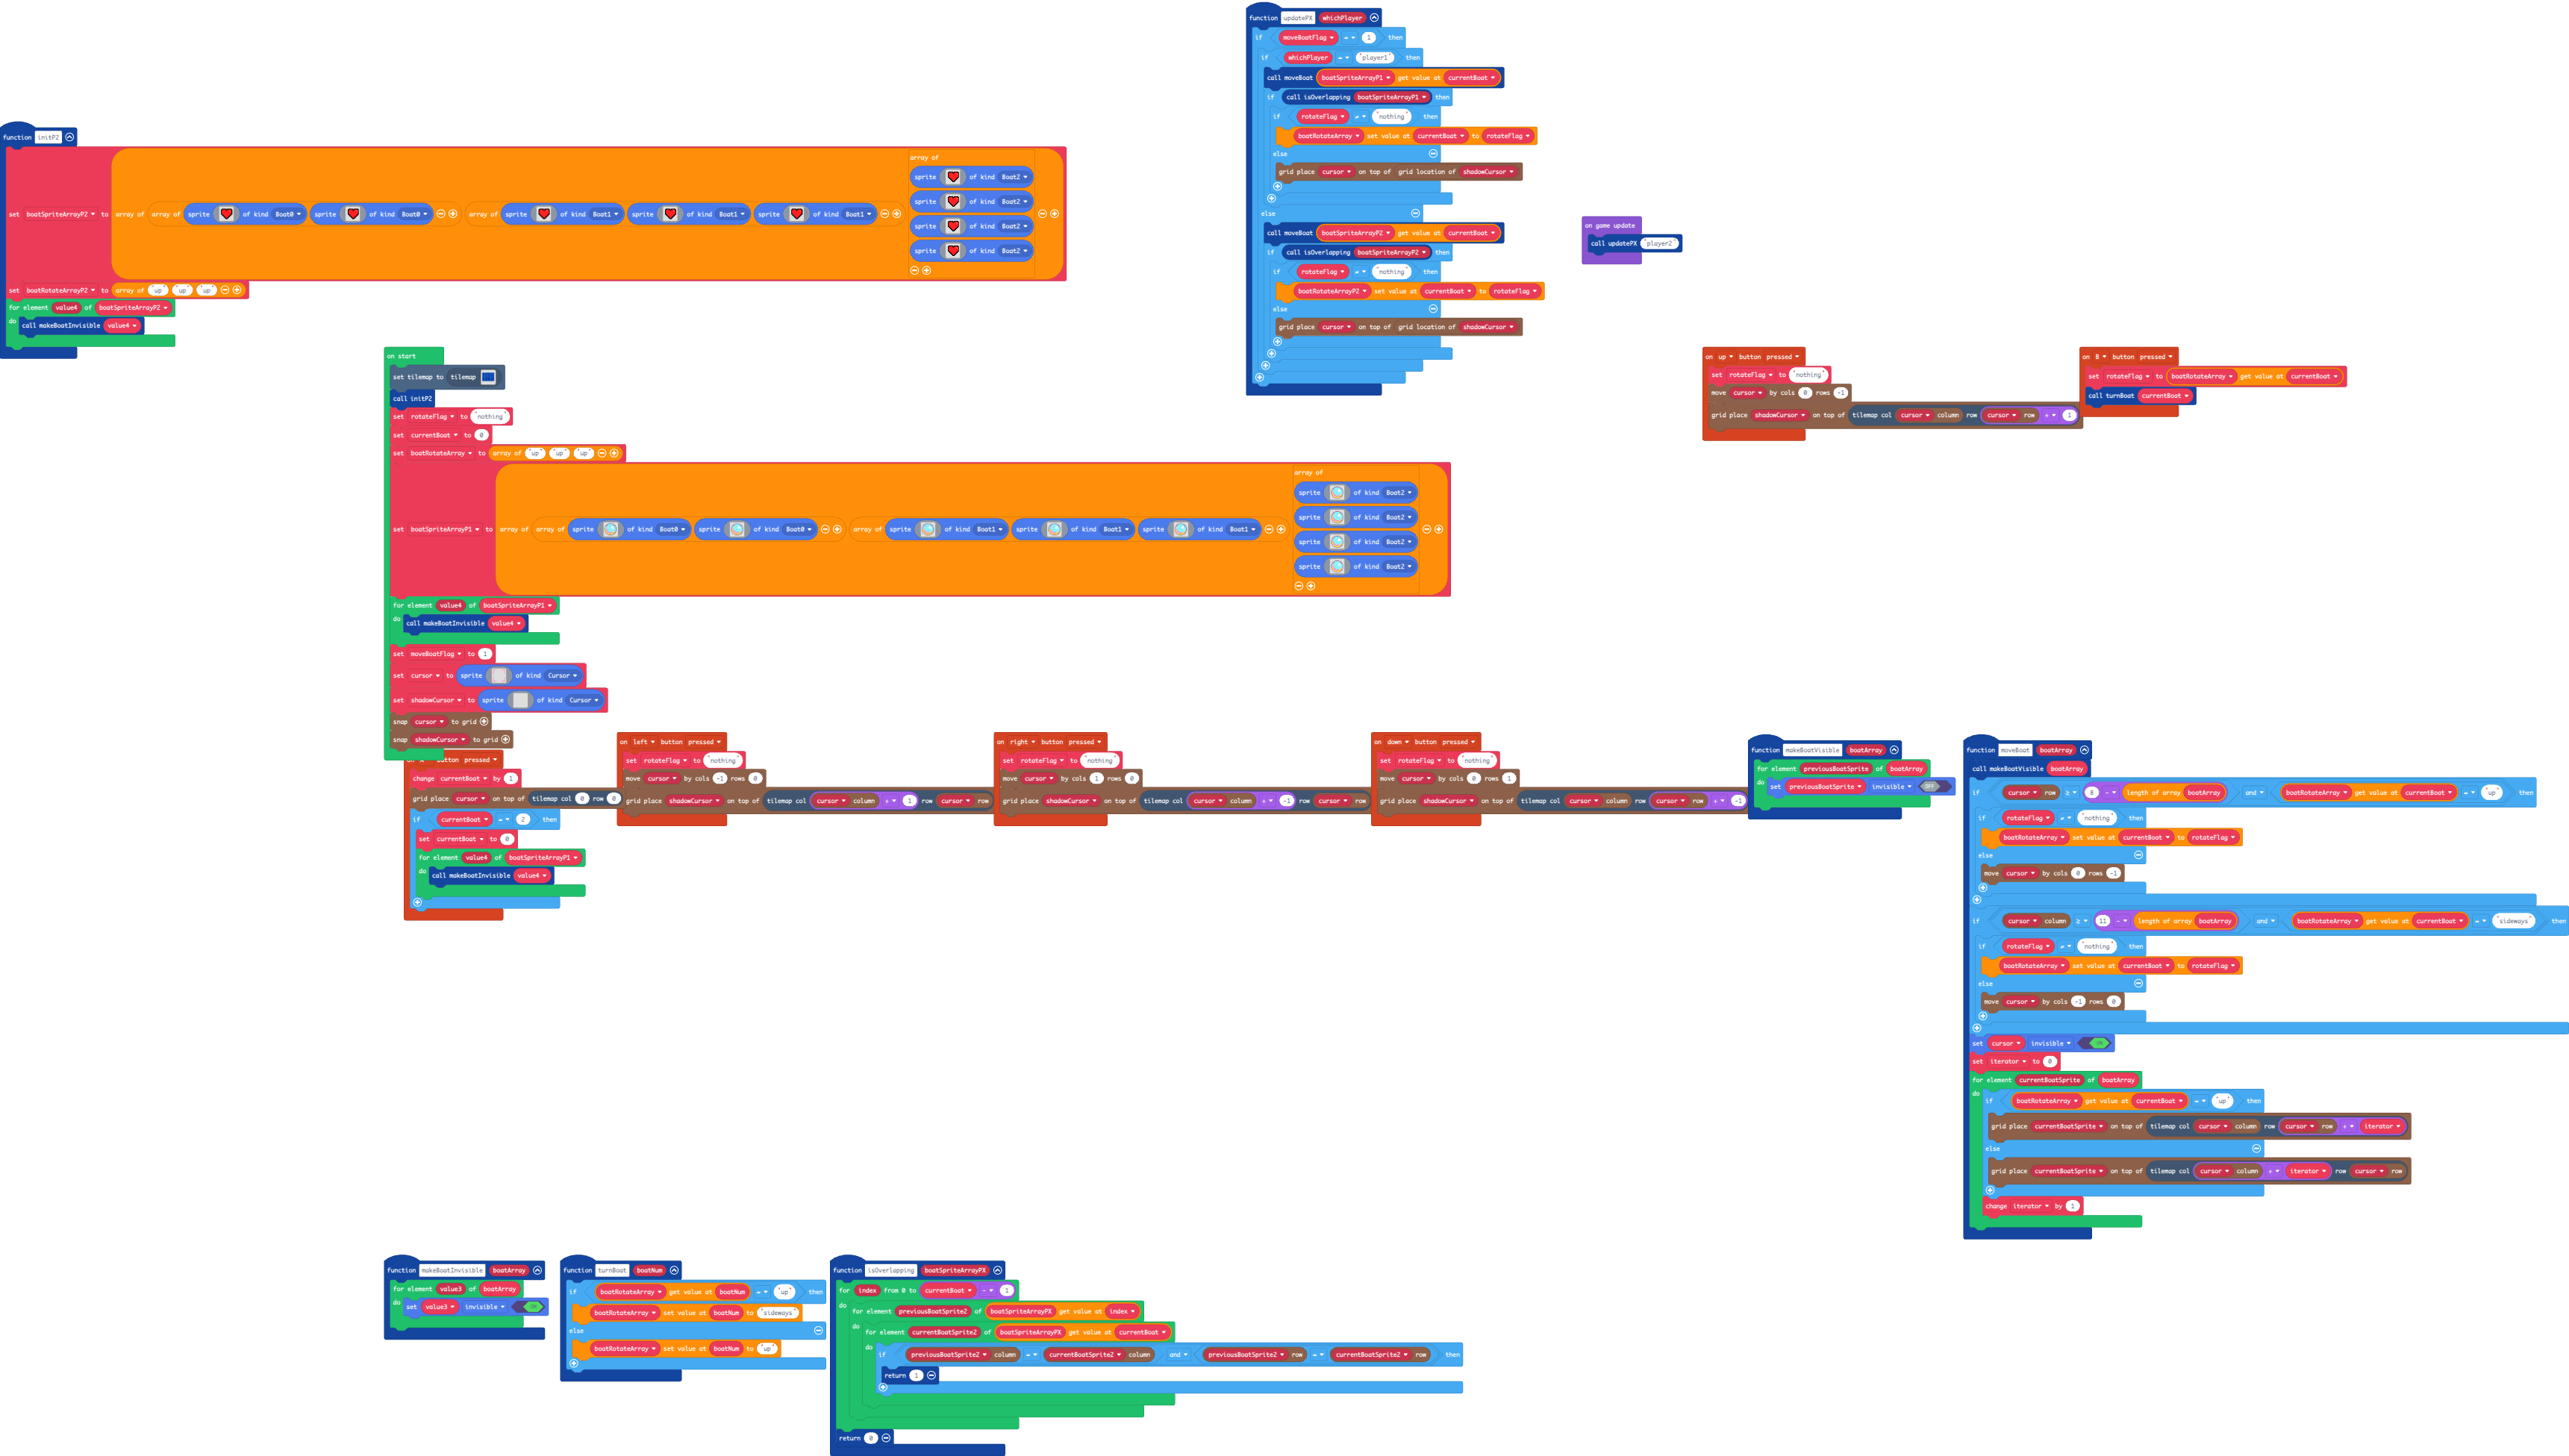 function initP2
set boatSpriteArrayP2 to array of array of sprite of kind Boat0 sprite of kind Boat0 array of sprite of kind Boat1 sprite of kind Boat1 sprite of kind Boat1 array of
sprite of kind Boat2
sprite of kind Boat2
sprite of kind Boat2
sprite of kind Boat2
set boatRotateArrayP2 to array of "up" "up" "up"
for element value4 of boatSpriteArrayP2
do call makeBoatInvisible value4
function updatePX whichPlayer
if moveBoatFlag = 1 then
if whichPlayer = "player1" then
call moveBoat boatSpriteArrayP1 get value at currentBoat
if call isOverlapping boatSpriteArrayP1 then
if rotateFlag ≠ "nothing" then
boatRotateArray set value at currentBoat to rotateFlag
else
grid place cursor on top of grid location of shadowCursor
else
call moveBoat boatSpriteArrayP2 get value at currentBoat
if call isOverlapping boatSpriteArrayP2 then
if rotateFlag ≠ "nothing" then
boatRotateArrayP2 set value at currentBoat to rotateFlag
else
grid place cursor on top of grid location of shadowCursor
on game update
call updatePX "player2"
on start
set tilemap to tilemap
call initP2
set rotateFlag to "nothing"
set currentBoat to 0
set boatRotateArray to array of "up" "up" "up"
set boatSpriteArrayP1 to array of array of sprite of kind Boat0 sprite of kind Boat0 array of sprite of kind Boat1 sprite of kind Boat1 sprite of kind Boat1 array of
sprite of kind Boat2
sprite of kind Boat2
sprite of kind Boat2
sprite of kind Boat2
for element value4 of boatSpriteArrayP1
do call makeBoatInvisible value4
set moveBoatFlag to 1
set cursor to sprite of kind Cursor
set shadowCursor to sprite of kind Cursor
snap cursor to grid
snap shadowCursor to grid
on up button pressed
set rotateFlag to "nothing"
move cursor by cols 0 rows -1
grid place shadowCursor on top of tilemap col cursor column row cursor row + 1
on B button pressed
set rotateFlag to boatRotateArray get value at currentBoat
call turnBoat currentBoat
button pressed
change currentBoat by 1
grid place cursor on top of tilemap col 0 row 0
if currentBoat = 2 then
set currentBoat to 0
for element value4 of boatSpriteArrayP1
do call makeBoatInvisible value4
on left button pressed
set rotateFlag to "nothing"
move cursor by cols -1 rows 0
grid place shadowCursor on top of tilemap col cursor column + 1 row cursor row
on right button pressed
set rotateFlag to "nothing"
move cursor by cols 1 rows 0
grid place shadowCursor on top of tilemap col cursor column + -1 row cursor row
on down button pressed
set rotateFlag to "nothing"
move cursor by cols 0 rows 1
grid place shadowCursor on top of tilemap col cursor column row cursor row + -1
function makeBoatVisible boatArray
for element previousBoatSprite of boatArray
do set previousBoatSprite invisible OFF
function moveBoat boatArray
call makeBoatVisible boatArray
if cursor row ≥ 8 - length of array boatArray and boatRotateArray get value at currentBoat = "up" then
if rotateFlag ≠ "nothing" then
boatRotateArray set value at currentBoat to rotateFlag
else
move cursor by cols 0 rows -1
if cursor column ≥ 11 - length of array boatArray and boatRotateArray get value at currentBoat = "sideways" then
if rotateFlag ≠ "nothing" then
boatRotateArray set value at currentBoat to rotateFlag
else
move cursor by cols -1 rows 0
set cursor invisible ON
set iterator to 0
for element currentBoatSprite of boatArray
do if boatRotateArray get value at currentBoat = "up" then
grid place currentBoatSprite on top of tilemap col cursor column row cursor row + iterator
else
grid place currentBoatSprite on top of tilemap col cursor column + iterator row cursor row
change iterator by 1
function makeBoatInvisible boatArray
for element value3 of boatArray
do set value3 invisible ON
function turnBoat boatNum
if boatRotateArray get value at boatNum = "up" then
boatRotateArray set value at boatNum to "sideways"
else
boatRotateArray set value at boatNum to "up"
function isOverlapping boatSpriteArrayPX
for index from 0 to currentBoat - 1
do for element previousBoatSprite2 of boatSpriteArrayPX get value at index
do for element currentBoatSprite2 of boatSpriteArrayPX get value at currentBoat
do if previousBoatSprite2 column = currentBoatSprite2 column and previousBoatSprite2 row = currentBoatSprite2 row then
return 1
return 0